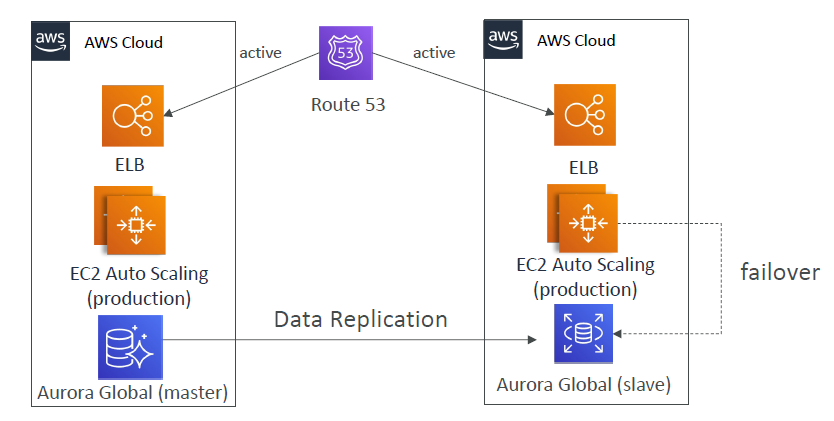 aws
AWS Cloud
active
53
active
aws
AWS Cloud
Route 53
ELB
ELB
EC2 Auto Scaling
(production)
EC2 Auto Scaling
(production)
failover
Data Replication
Aurora Global (master)
Aurora Global (slave)